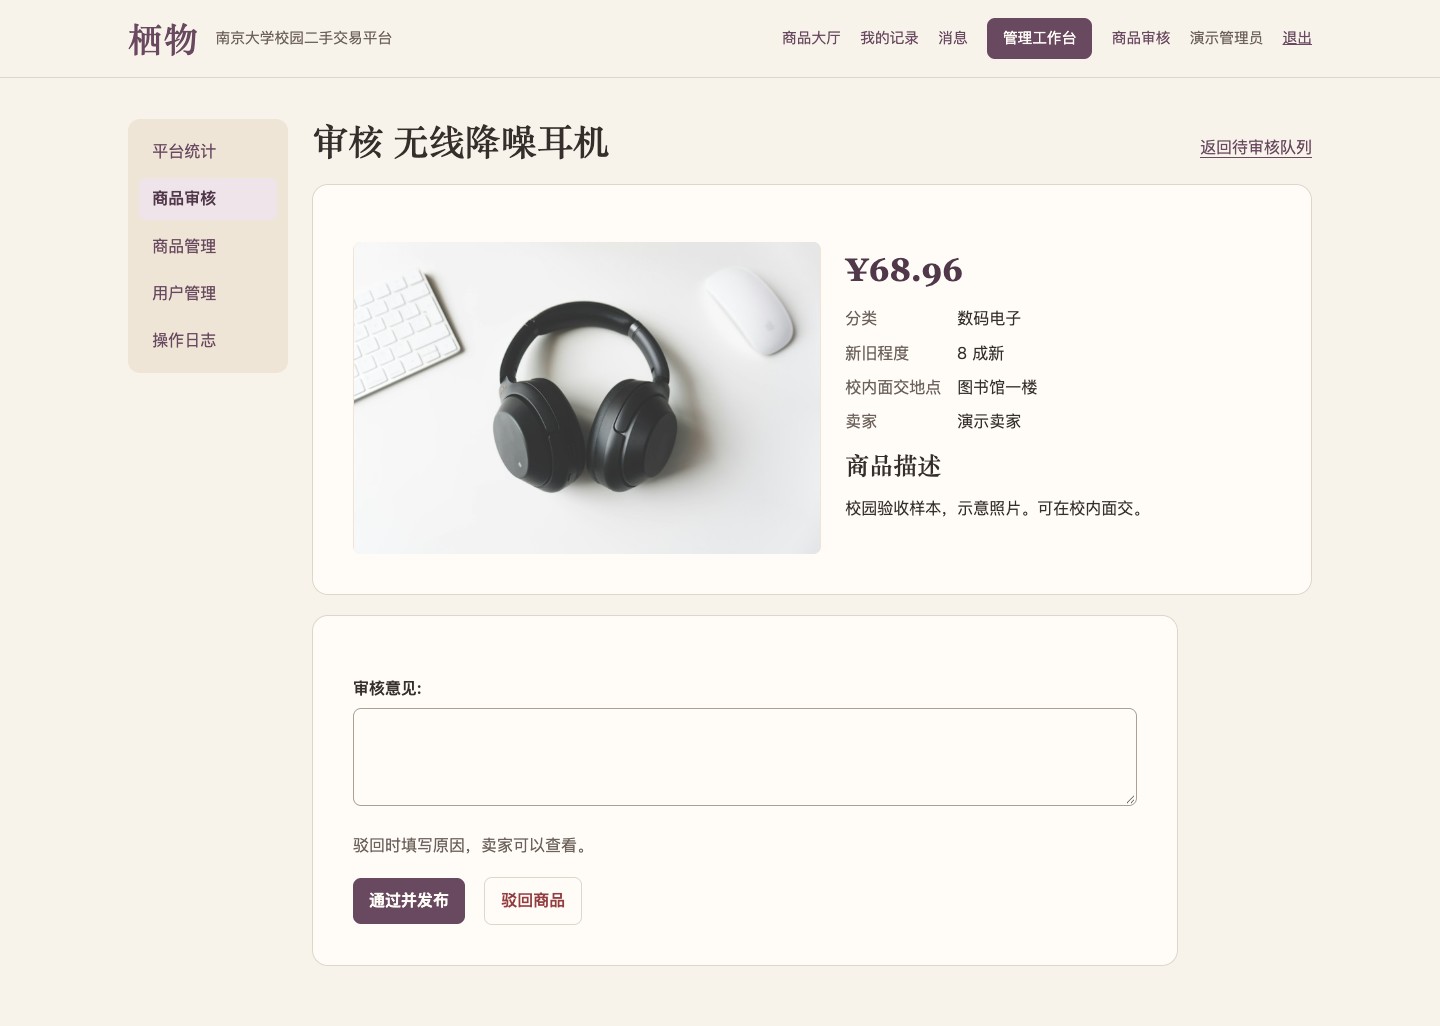 栖物 南京大学校园二手交易平台 商品大厅 我的记录 消息 管理工作台 商品审核 演示管理员 退出
平台统计
商品审核
商品管理
用户管理
操作日志
审核 无线降噪耳机
返回待审核队列
¥68.96
分类 数码电子
新旧程度 8 成新
校内面交地点 图书馆一楼
卖家 演示卖家
商品描述
校园验收样本，示意照片。可在校内面交。
审核意见:
驳回时填写原因，卖家可以查看。
通过并发布 驳回商品